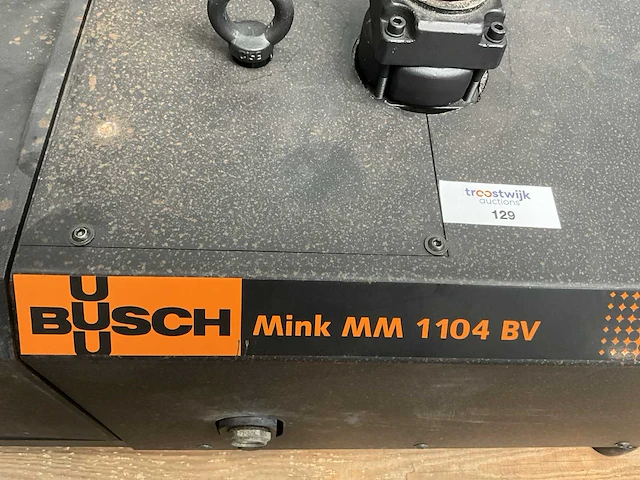 troostwijk
auctions
129
BUSCH
Mink MM 1104 BV